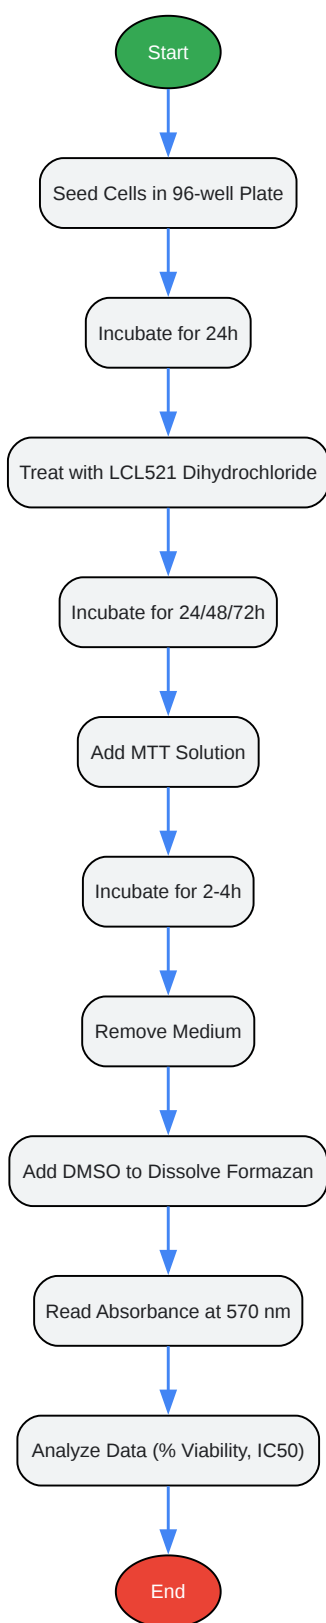 Start
Seed Cells in 96-well Plate
Incubate for 24h
Treat with LCL521 Dihydrochloride
Incubate for 24/48/72h
Add MTT Solution
Incubate for 2-4h
Remove Medium
Add DMSO to Dissolve Formazan
Read Absorbance at 570 nm
Analyze Data (% Viability, IC50)
End